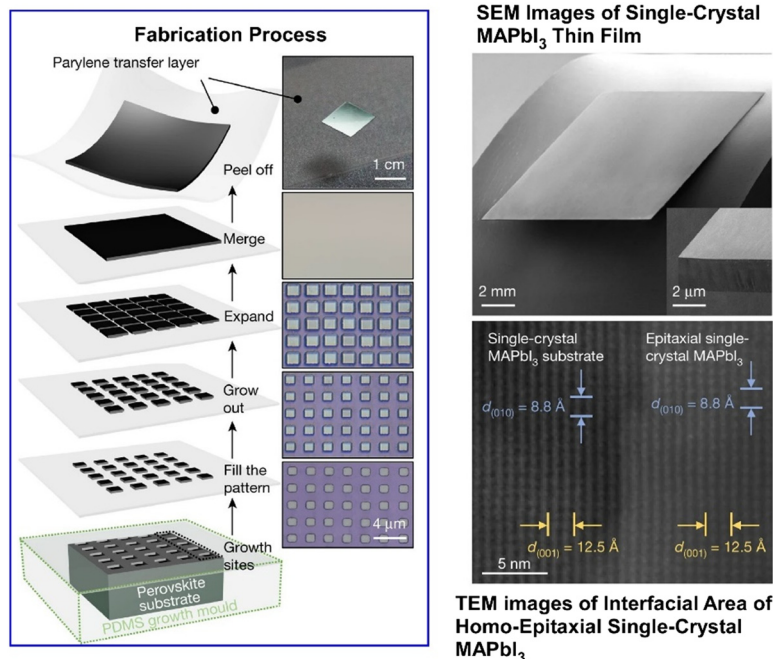 Fabrication Process
Parylene transfer layer
1 cm
Peel off
Merge
Expand
Grow
out
Fill the
pattern
4 μm
Growth
sites
Perovskite
substrate
PDMS growth mould
SEM Images of Single-Crystal
MAPbI₃ Thin Film
2 mm
2 μm
Single-crystal
MAPbI₃ substrate
Epitaxial single-
crystal MAPbI₃
d(010) = 8.8 Å
d(010) = 8.8 Å
d(001) = 12.5 Å
d(001) = 12.5 Å
5 nm
TEM images of Interfacial Area of
Homo-Epitaxial Single-Crystal
MAPbI₃